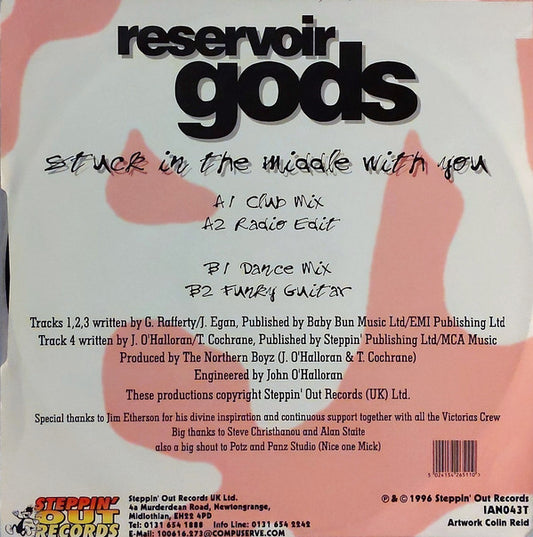 reservoir
gods
stuck in the middle with you
A1 Club Mix
A2 Radio Edit
B1 Dance Mix
B2 Funky Guitar
Tracks 1,2,3 written by G. Rafferty/J. Egan, Published by Baby Bun Music Ltd/EMI Publishing Ltd
Track 4 written by J. O'Halloran/T. Cochrane, Published by Steppin' Publishing Ltd/MCA Music
Produced by The Northern Boyz (J. O'Halloran & T. Cochrane)
Engineered by John O'Halloran
These productions copyright Steppin' Out Records (UK) Ltd.
Special thanks to Jim Etherson for his divine inspiration and continuous support together with all the Victorias Crew
Big thanks to Steve Christhanou and Alan Staite
also a big shout to Potz and Panz Studio (Nice one Mick)
5 024134 265110
STEPPIN'
OUT
RECORDS
Steppin' Out Records UK Ltd.
4a Murderdean Road, Newtongrange,
Midlothian, EH22 4PD
Tel: 0131 654 1888 Info Line: 0131 654 2242
E-Mail: 100616.273@COMPUSERVE.com
℗ & © 1996 Steppin' Out Records
IAN043T
Artwork Colin Reid